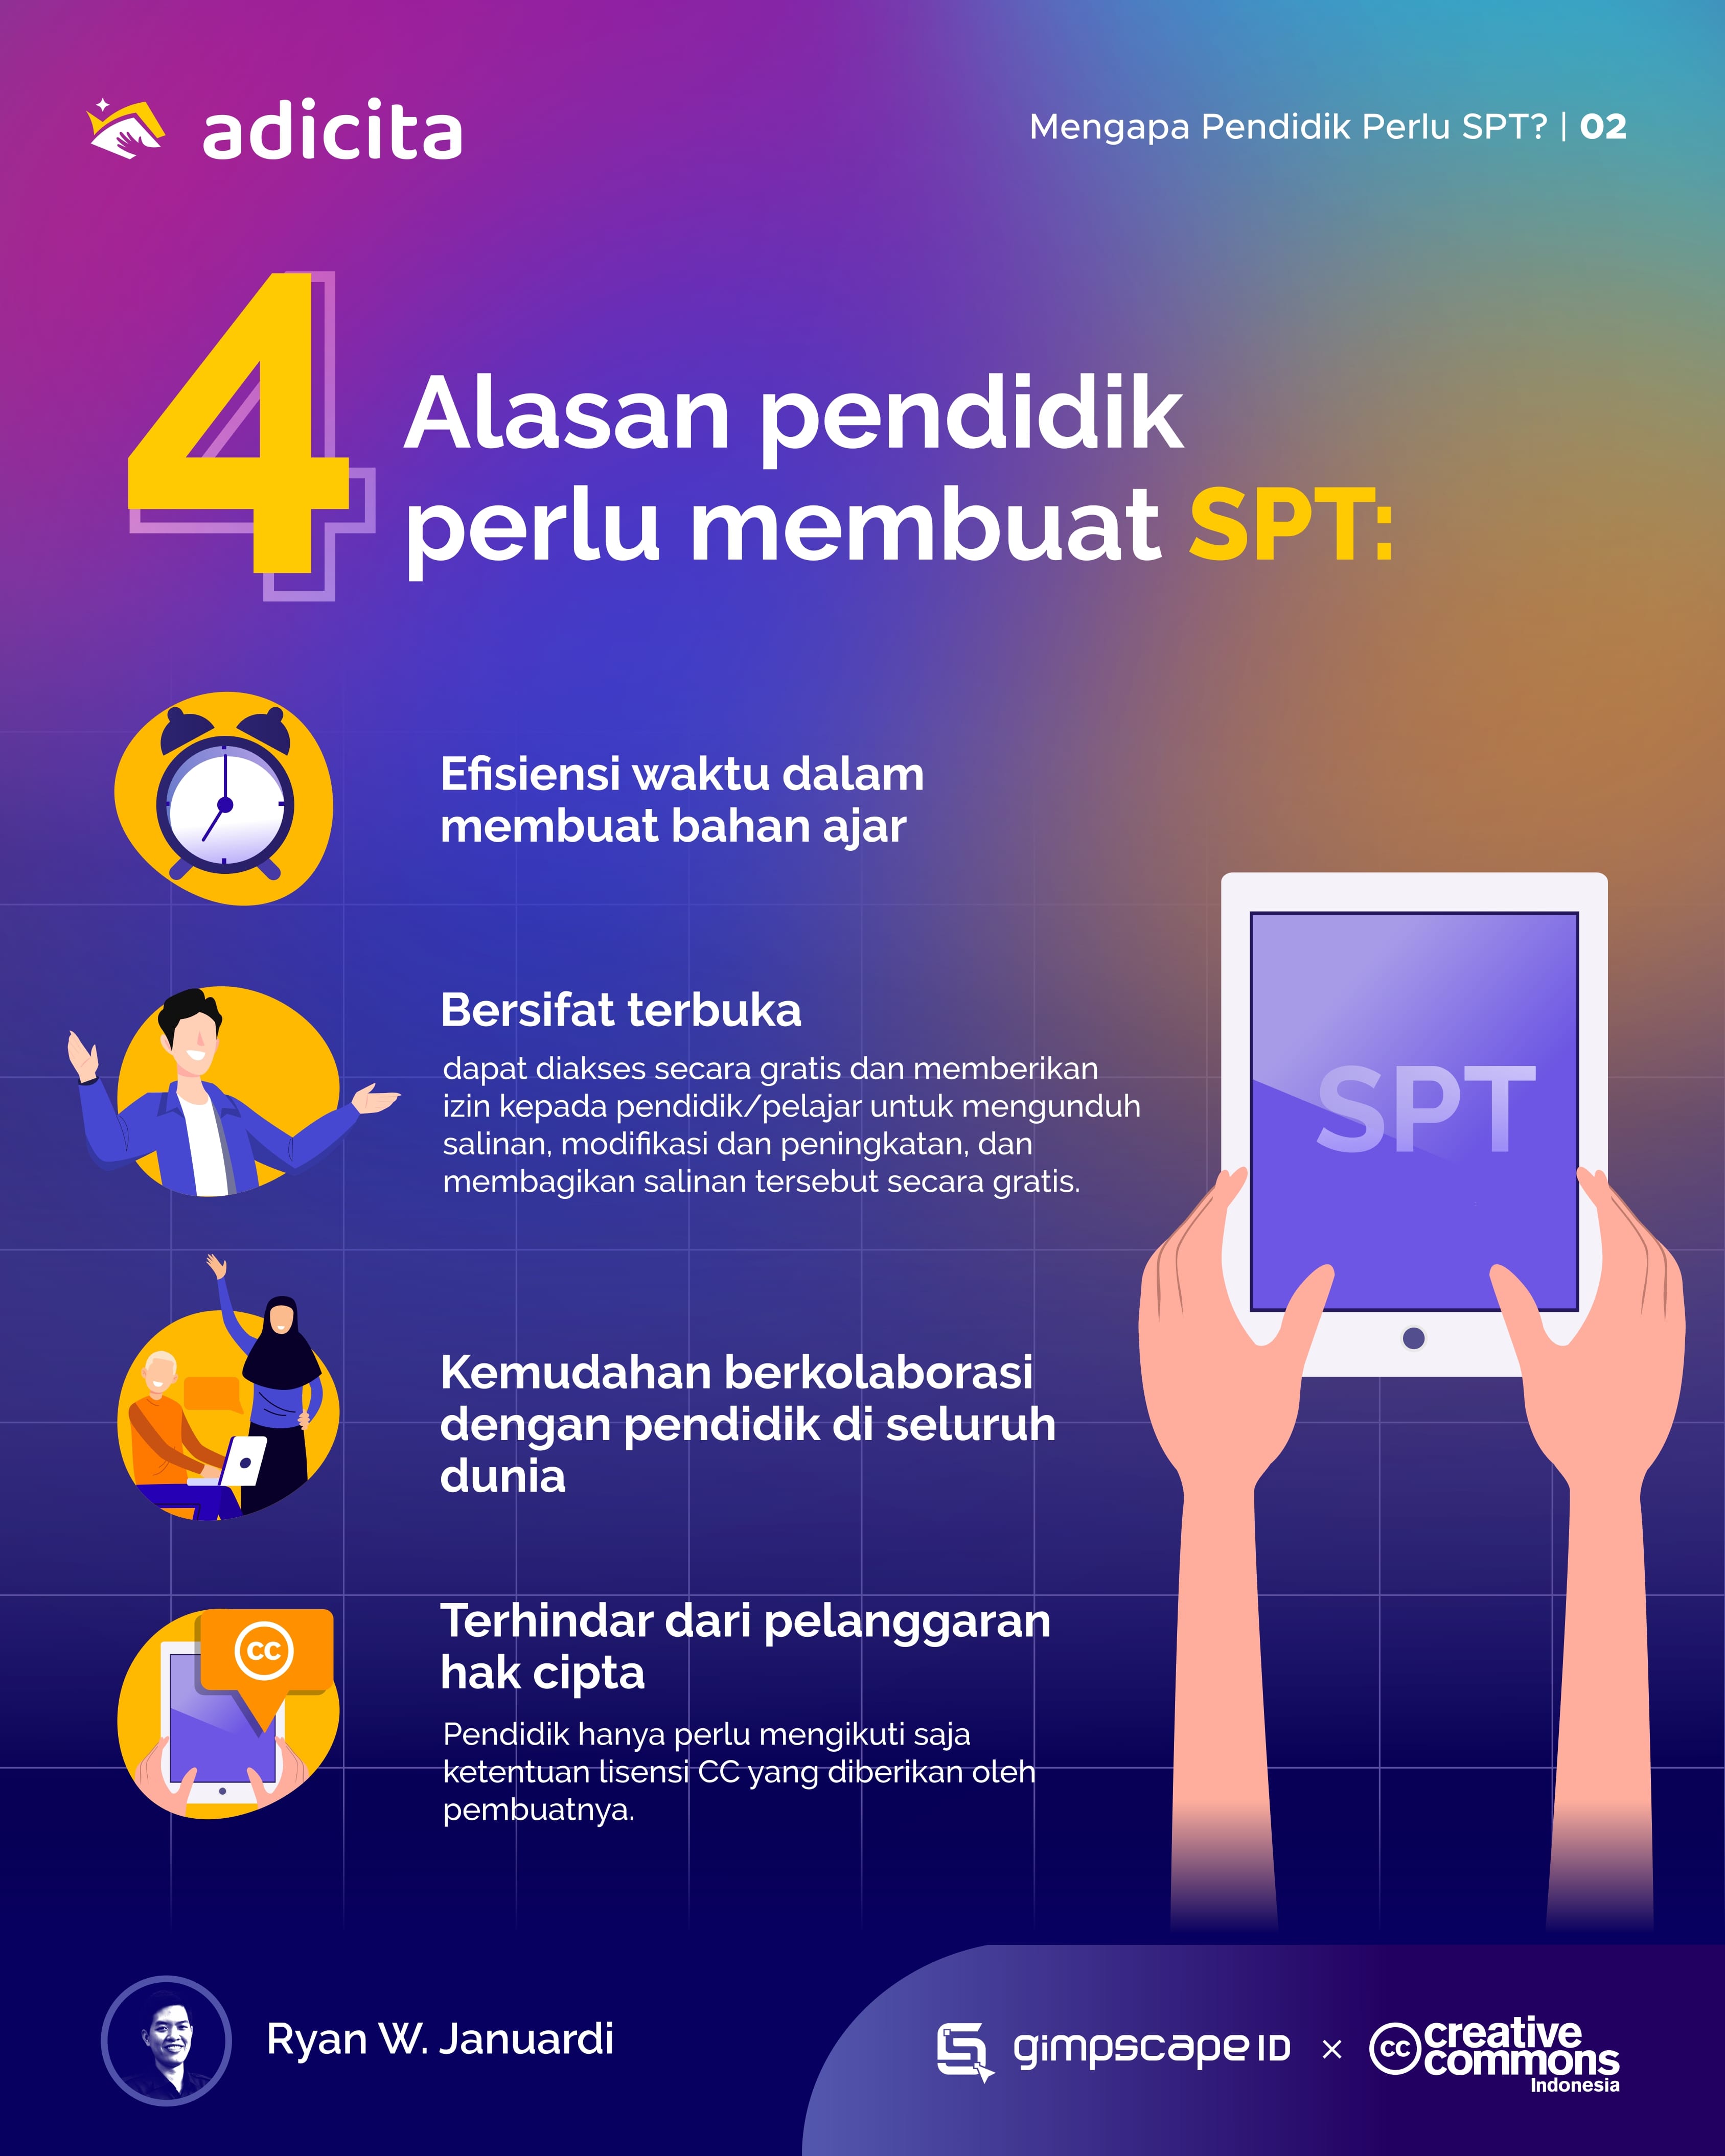 adicita
Mengapa Pendidik Perlu SPT? | 02
4
Alasan pendidik
perlu membuat SPT:
Efisiensi waktu dalam
membuat bahan ajar
Bersifat terbuka
dapat diakses secara gratis dan memberikan
izin kepada pendidik/pelajar untuk mengunduh
salinan, modifikasi dan peningkatan, dan
membagikan salinan tersebut secara gratis.
SPT
Kemudahan berkolaborasi
dengan pendidik di seluruh
dunia
cc
Terhindar dari pelanggaran
hak cipta
Pendidik hanya perlu mengikuti saja
ketentuan lisensi CC yang diberikan oleh
pembuatnya.
Ryan W. Januardi
gimpscape ID × cc creative
commons
Indonesia